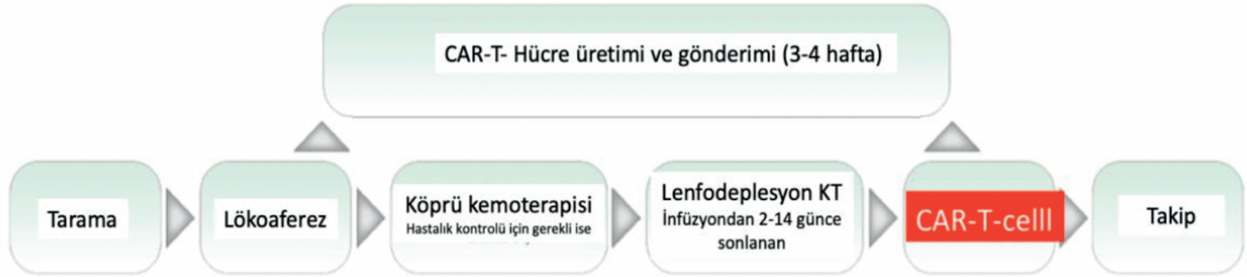 CAR-T- Hücre üretimi ve gönderimi (3-4 hafta)
Tarama
Lökoaferez
Köprü kemoterapisi
Hastalık kontrolü için gerekli ise
Lenfodeplesyon KT
İnfüzyondan 2-14 günce
sonlanan
CAR-T-celll
Takip